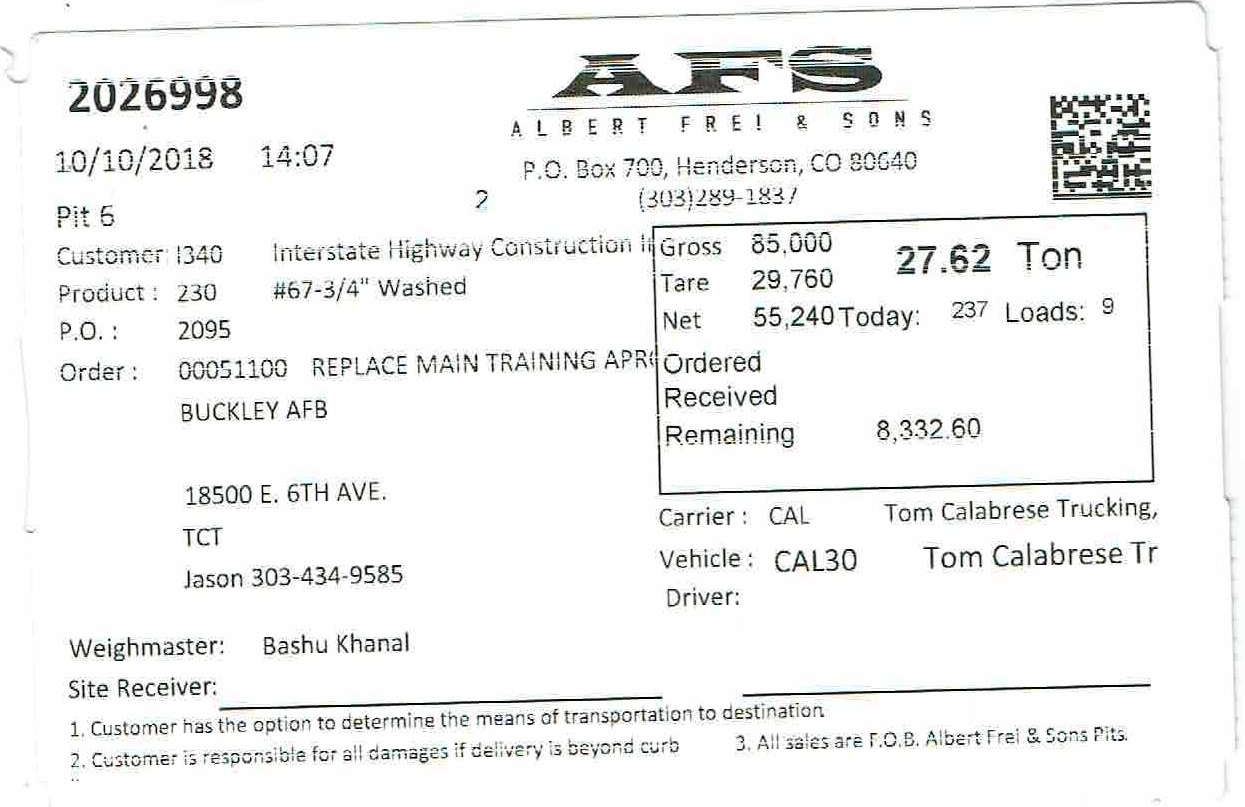 2026998
AFS
ALBERT FREI & SONS
10/10/2018 14:07
P.O. Box 700, Henderson, CO 80640
(303)289-1837
2
Pit 6
Customer: I340 Interstate Highway Construction I
Product : 230 #67-3/4" Washed
P.O. : 2095
Order : 00051100 REPLACE MAIN TRAINING APR
BUCKLEY AFB
18500 E. 6TH AVE.
TCT
Jason 303-434-9585
Gross 85,000 27.62 Ton
Tare 29,760
Net 55,240 Today: 237 Loads: 9
Ordered
Received
Remaining 8,332.60
Carrier : CAL Tom Calabrese Trucking,
Vehicle : CAL30 Tom Calabrese Tr
Driver:
Weighmaster: Bashu Khanal
Site Receiver:
1. Customer has the option to determine the means of transportation to destination
2. Customer is responsible for all damages if delivery is beyond curb
3. All sales are F.O.B. Albert Frei & Sons Pits.